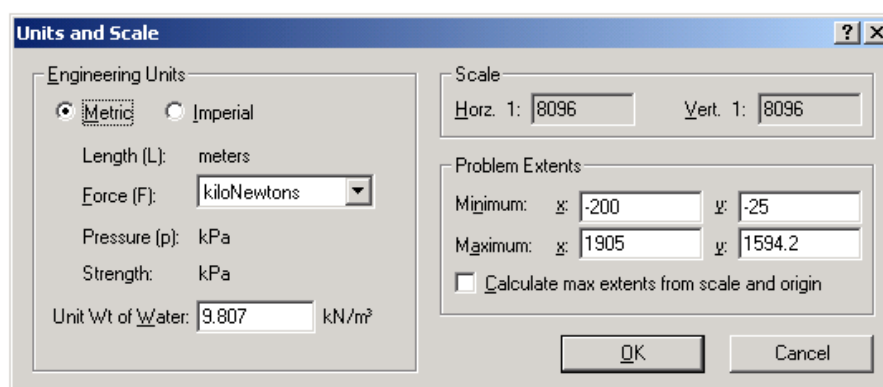 Units and Scale
Engineering Units
Metric Imperial
Length (L): meters
Force (F): kiloNewtons
Pressure (p): kPa
Strength: kPa
Unit Wt of Water: 9.807 kN/m³
Scale
Horz. 1: 8096 Vert. 1: 8096
Problem Extents
Minimum: x: -200 y: -25
Maximum: x: 1905 y: 1594.2
Calculate max extents from scale and origin
OK Cancel